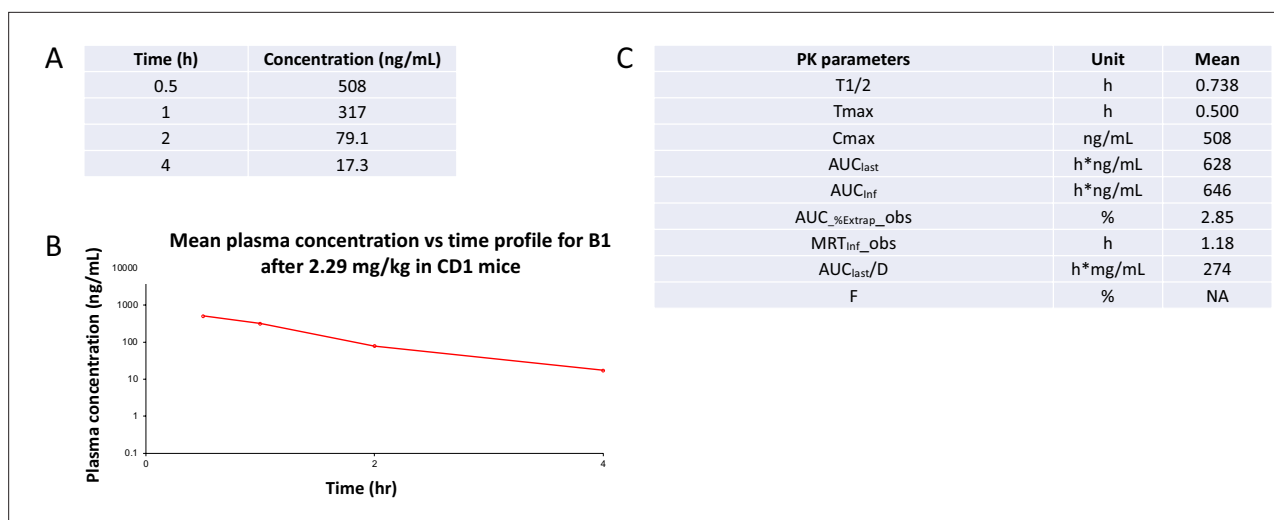 A
Time (h) Concentration (ng/mL)
0.5 508
1 317
2 79.1
4 17.3
B
Mean plasma concentration vs time profile for B1
after 2.29 mg/kg in CD1 mice
Plasma concentration (ng/mL)
10000
1000
100
10
1
0.1
0 2 4
Time (hr)
C
PK parameters Unit Mean
T1/2 h 0.738
Tmax h 0.500
Cmax ng/mL 508
AUClast h*ng/mL 628
AUCInf h*ng/mL 646
AUC_%Extrap_obs % 2.85
MRTInf_obs h 1.18
AUClast/D h*mg/mL 274
F % NA